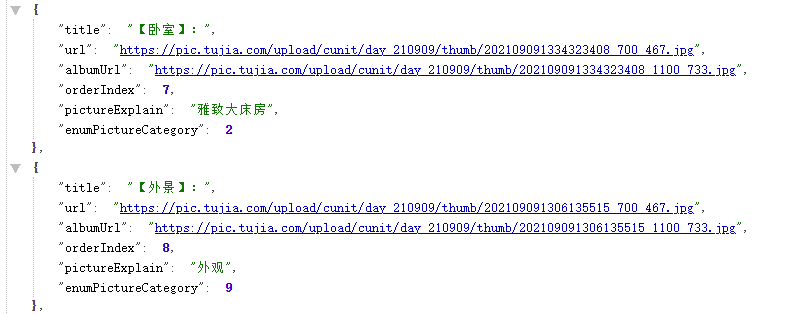 {
"title": "【卧室】：",
"url": "https://pic.tujia.com/upload/cunit/day_210909/thumb/202109091334323408_700_467.jpg",
"albumUrl": "https://pic.tujia.com/upload/cunit/day_210909/thumb/202109091334323408_1100_733.jpg",
"orderIndex": 7,
"pictureExplain": "雅致大床房",
"enumPictureCategory": 2
},
{
"title": "【外景】：",
"url": "https://pic.tujia.com/upload/cunit/day_210909/thumb/202109091306135515_700_467.jpg",
"albumUrl": "https://pic.tujia.com/upload/cunit/day_210909/thumb/202109091306135515_1100_733.jpg",
"orderIndex": 8,
"pictureExplain": "外观",
"enumPictureCategory": 9
},